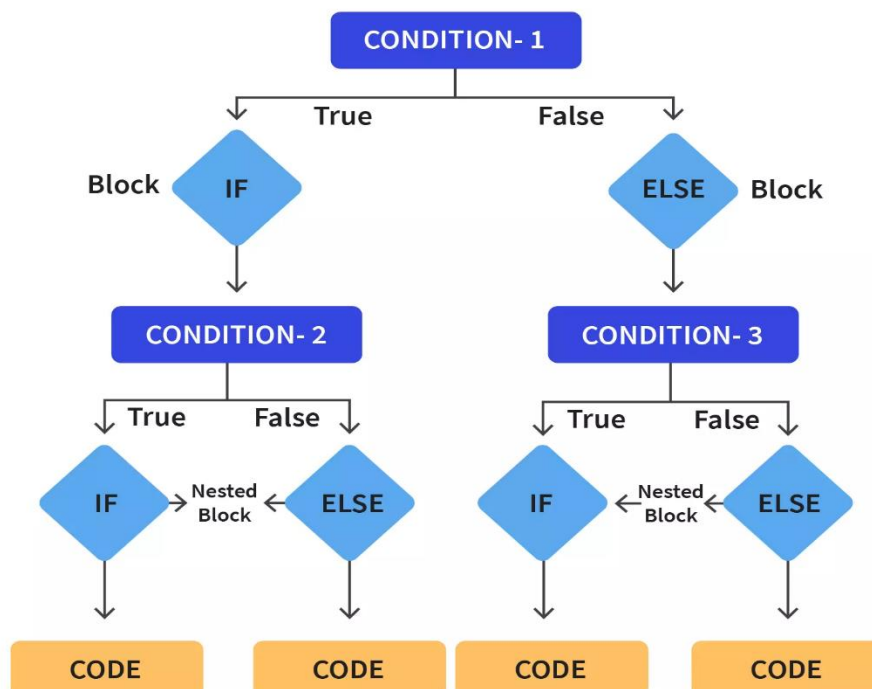 CONDITION- 1
True
False
Block
IF
ELSE
Block
CONDITION- 2
CONDITION- 3
True
False
True
False
IF
Nested
Block
ELSE
IF
Nested
Block
ELSE
CODE
CODE
CODE
CODE